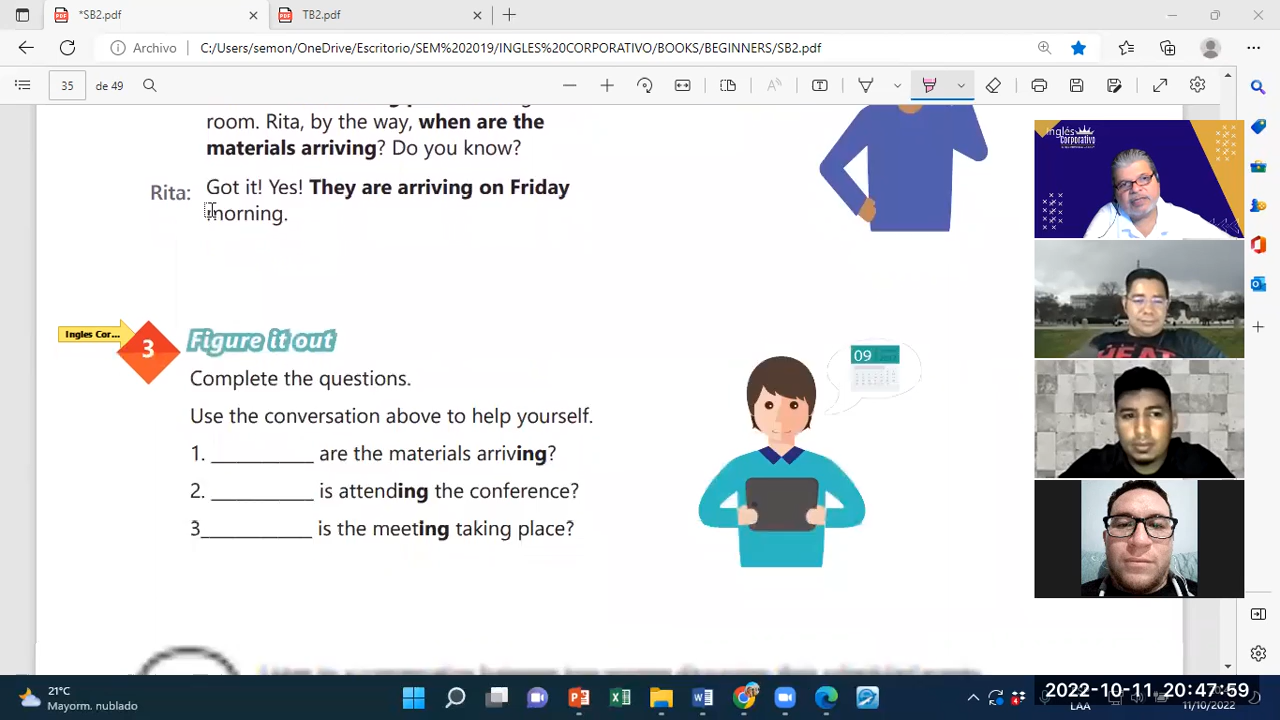 *SB2.pdf
TB2.pdf
Archivo
C:/Users/semon/OneDrive/Escritorio/SEM%202019/INGLES%20CORPORATIVO/BOOKS/BEGINNERS/SB2.pdf
35 de 49
room. Rita, by the way, when are the
materials arriving? Do you know?
Rita: Got it! Yes! They are arriving on Friday
morning.
Ingles Cor...
3
Figure it out
Complete the questions.
Use the conversation above to help yourself.
1. __________ are the materials arriving?
2. __________ is attending the conference?
3___________ is the meeting taking place?
09
Inglés
Corporativo
21°C
Mayorm. nublado
2022-10-11, 20:47:59
LAA
11/10/2022